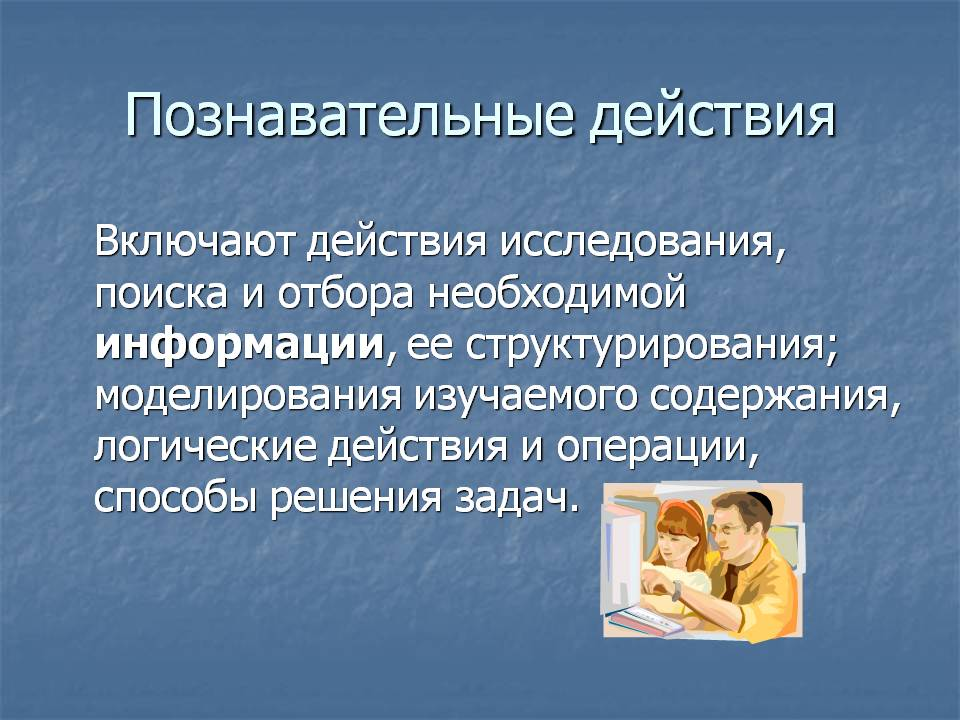 Познавательные действия
Включают действия исследования,
поиска и отбора необходимой
информации, ее структурирования;
моделирования изучаемого содержания,
логические действия и операции,
способы решения задач.